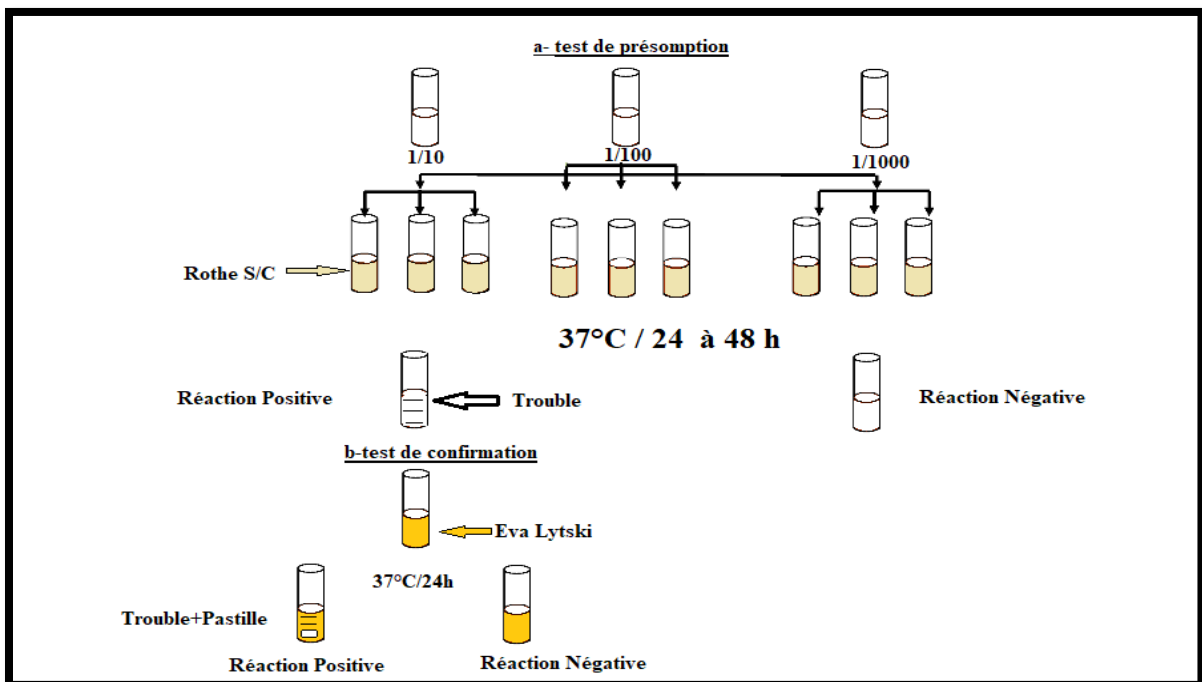 a- test de présomption
1/10
1/100
1/1000
Rothe S/C
37°C / 24 à 48 h
Réaction Positive
Trouble
Réaction Négative
b-test de confirmation
Eva Lytski
37°C/24h
Trouble+Pastille
Réaction Positive
Réaction Négative